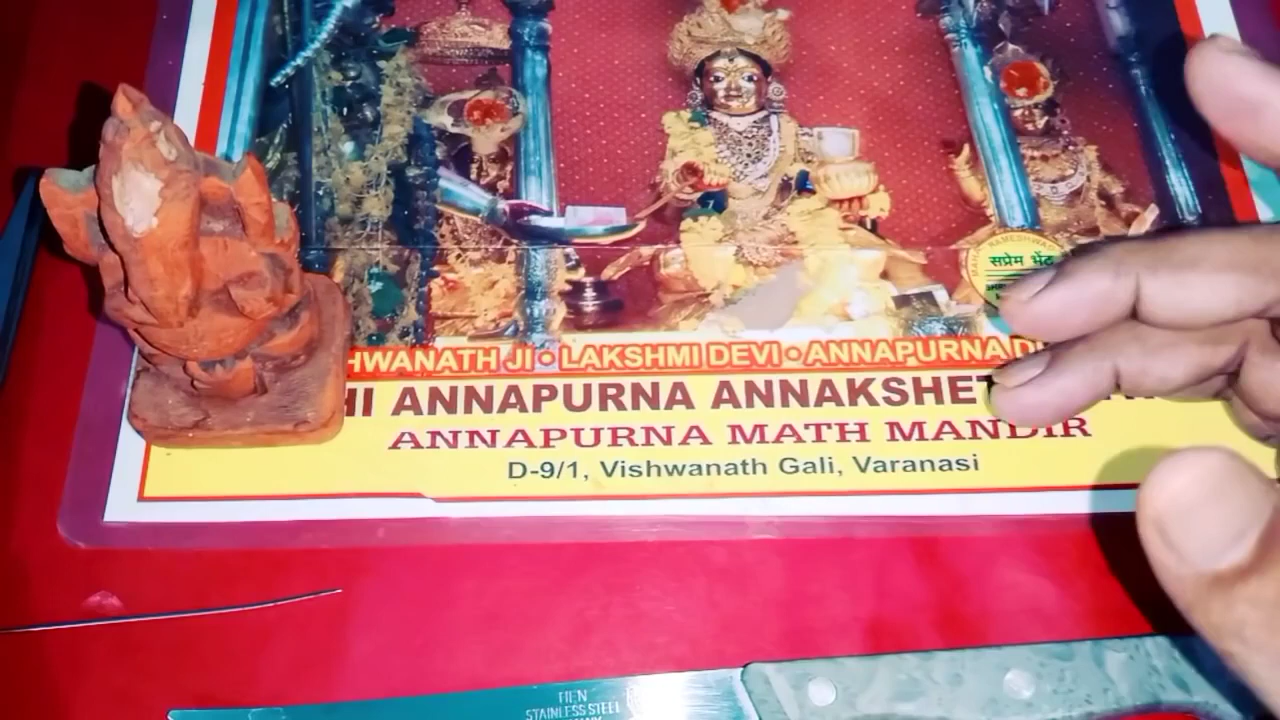 RAMESHWAR
सप्रेम भेंट
HWANATH JI • LAKSHMI DEVI • ANNAPURNA D
HI ANNAPURNA ANNAKSHET
ANNAPURNA MATH MANDIR
D-9/1, Vishwanath Gali, Varanasi
STAINLESS STEEL